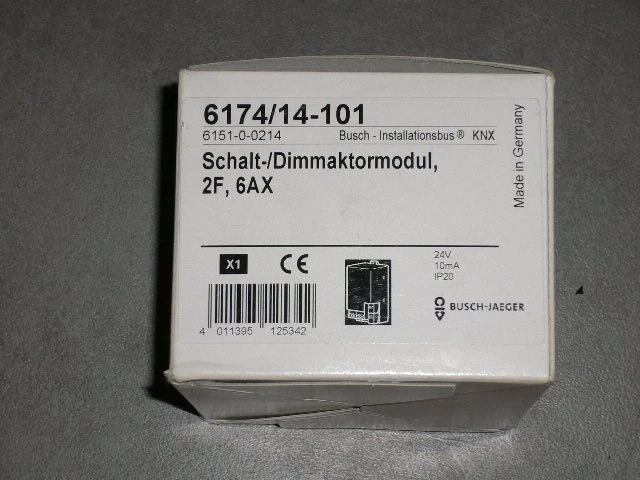 6174/14-101
6151-0-0214 Busch - Installationsbus® KNX
Schalt-/Dimmaktormodul,
2F, 6AX
Made in Germany
X1 CE
24V
10mA
IP20
BUSCH-JAEGER
4 011395 125342